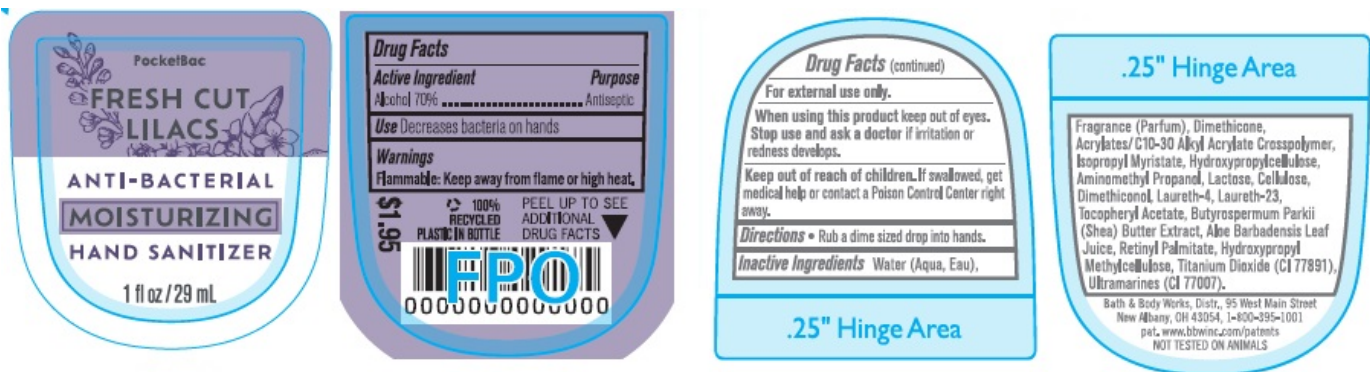 PocketBac
FRESH CUT
LILACS
ANTI-BACTERIAL
MOISTURIZING
HAND SANITIZER
1 fl oz / 29 mL
Drug Facts
Active Ingredient Purpose
Alcohol 70% ............................ Antiseptic
Use Decreases bacteria on hands
Warnings
Flammable: Keep away from flame or high heat.
$1.95
100%
RECYCLED
PLASTIC IN BOTTLE
PEEL UP TO SEE
ADDITIONAL
DRUG FACTS
FPO
000000000000
Drug Facts (continued)
For external use only.
When using this product keep out of eyes.
Stop use and ask a doctor if irritation or
redness develops.
Keep out of reach of children. If swallowed, get
medical help or contact a Poison Control Center right
away.
Directions • Rub a dime sized drop into hands.
Inactive Ingredients Water (Aqua, Eau),
.25" Hinge Area
.25" Hinge Area
Fragrance (Parfum), Dimethicone,
Acrylates/C10-30 Alkyl Acrylate Crosspolymer,
Isopropyl Myristate, Hydroxypropylcellulose,
Aminomethyl Propanol, Lactose, Cellulose,
Dimethiconol, Laureth-4, Laureth-23,
Tocopheryl Acetate, Butyrospermum Parkii
(Shea) Butter Extract, Aloe Barbadensis Leaf
Juice, Retinyl Palmitate, Hydroxypropyl
Methylcellulose, Titanium Dioxide (CI 77891),
Ultramarines (CI 77007).
Bath & Body Works, Distr., 95 West Main Street
New Albany, OH 43054, 1-800-395-1001
pat. www.bbwinc.com/patents
NOT TESTED ON ANIMALS